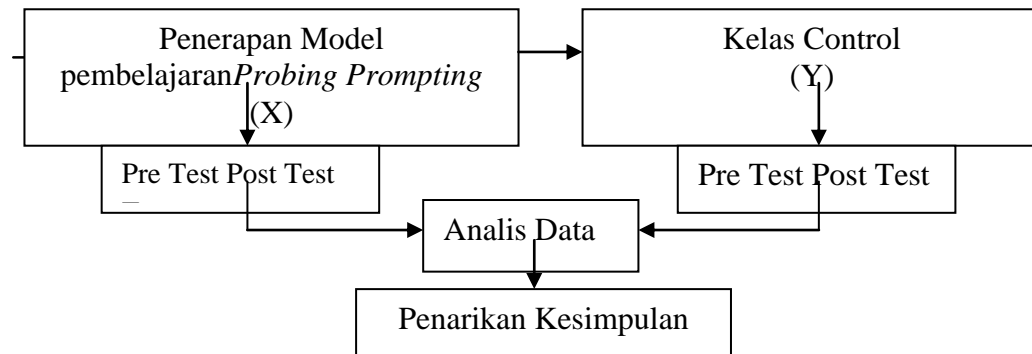 Penerapan Model
pembelajaranProbing Prompting
(X)
Kelas Control
(Y)
Pre Test Post Test
Pre Test Post Test
Analis Data
Penarikan Kesimpulan